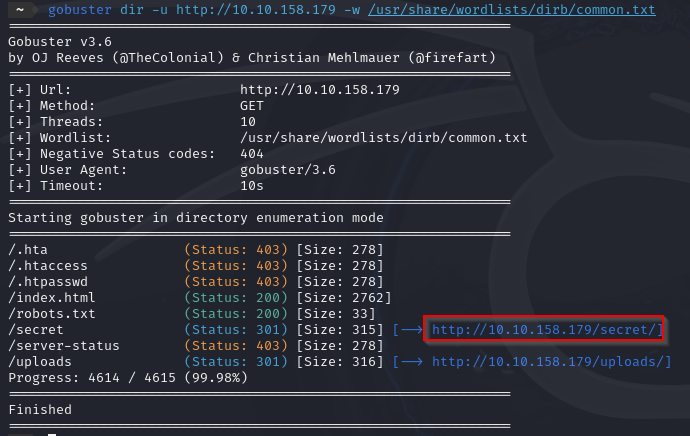 ~ gobuster dir -u http://10.10.158.179 -w /usr/share/wordlists/dirb/common.txt
===============================================================
Gobuster v3.6
by OJ Reeves (@TheColonial) & Christian Mehlmauer (@firefart)
===============================================================
[+] Url:                     http://10.10.158.179
[+] Method:                  GET
[+] Threads:                 10
[+] Wordlist:                /usr/share/wordlists/dirb/common.txt
[+] Negative Status codes:   404
[+] User Agent:              gobuster/3.6
[+] Timeout:                 10s
===============================================================
Starting gobuster in directory enumeration mode
===============================================================
/.hta                 (Status: 403) [Size: 278]
/.htaccess            (Status: 403) [Size: 278]
/.htpasswd            (Status: 403) [Size: 278]
/index.html           (Status: 200) [Size: 2762]
/robots.txt           (Status: 200) [Size: 33]
/secret               (Status: 301) [Size: 315] [--> http://10.10.158.179/secret/]
/server-status        (Status: 403) [Size: 278]
/uploads              (Status: 301) [Size: 316] [--> http://10.10.158.179/uploads/]
Progress: 4614 / 4615 (99.98%)
===============================================================
Finished
===============================================================